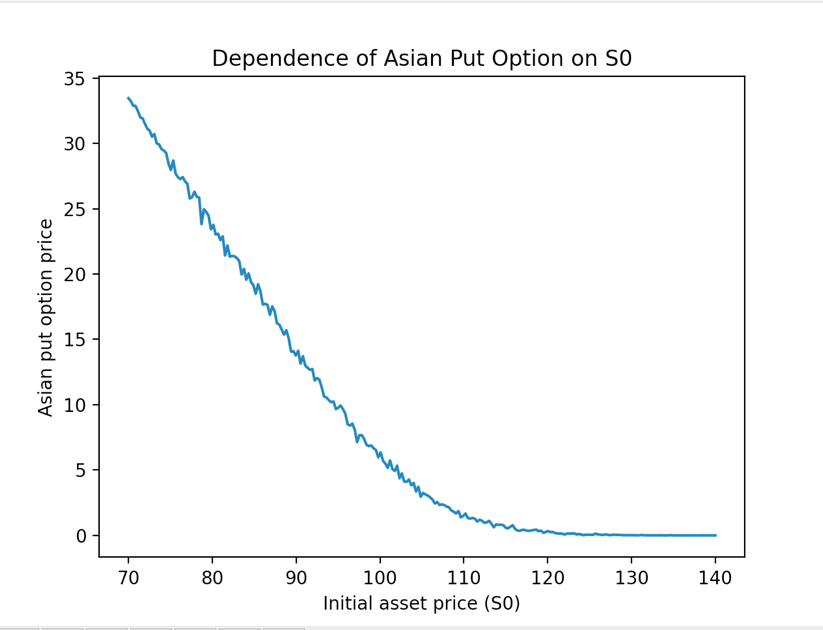 Dependence of Asian Put Option on S0
35
30
25
20
15
10
5
0
Asian put option price
70 80 90 100 110 120 130 140
Initial asset price (S0)